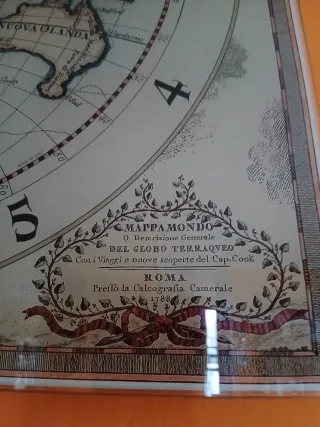 NUOVA OLANDA
4
5
MAPPAMONDO
O Descrizione Generale
DEL GLOBO TERRAQUEO
Con i Viaggi e nuove scoperte del Cap. Cook
ROMA
Presso la Calcografia Camerale
1788